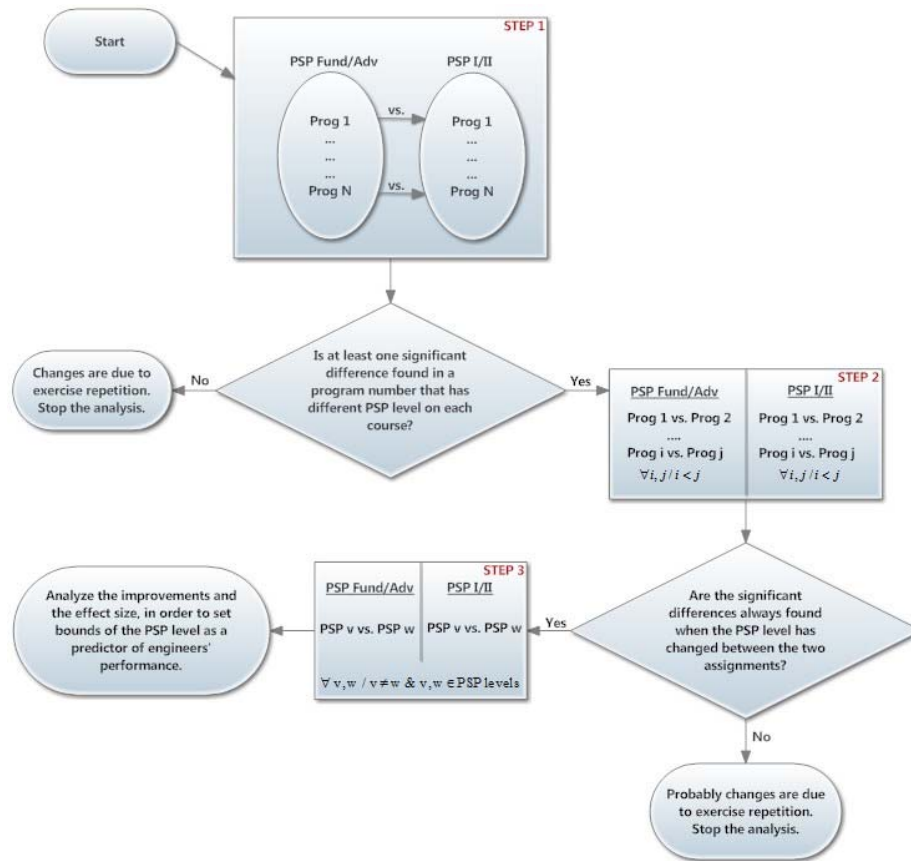 Start
STEP 1
PSP Fund/Adv
PSP I/II
Prog 1
...
...
...
Prog N
vs.
vs.
Prog 1
...
...
...
Prog N
Is at least one significant
difference found in a
program number that has
different PSP level on each
course?
No
Changes are due to
exercise repetition.
Stop the analysis.
Yes
STEP 2
PSP Fund/Adv
Prog 1 vs. Prog 2
....
Prog i vs. Prog j
∀i, j / i < j
PSP I/II
Prog 1 vs. Prog 2
....
Prog i vs. Prog j
∀i, j / i < j
Are the significant
differences always found
when the PSP level has
changed between the two
assignments?
Yes
STEP 3
PSP Fund/Adv
PSP I/II
PSP v vs. PSP w
PSP v vs. PSP w
∀ v,w / v ≠ w & v,w ∈ PSP levels
Analyze the improvements and
the effect size, in order to set
bounds of the PSP level as a
predictor of engineers'
performance.
No
Probably changes are due
to exercise repetition.
Stop the analysis.